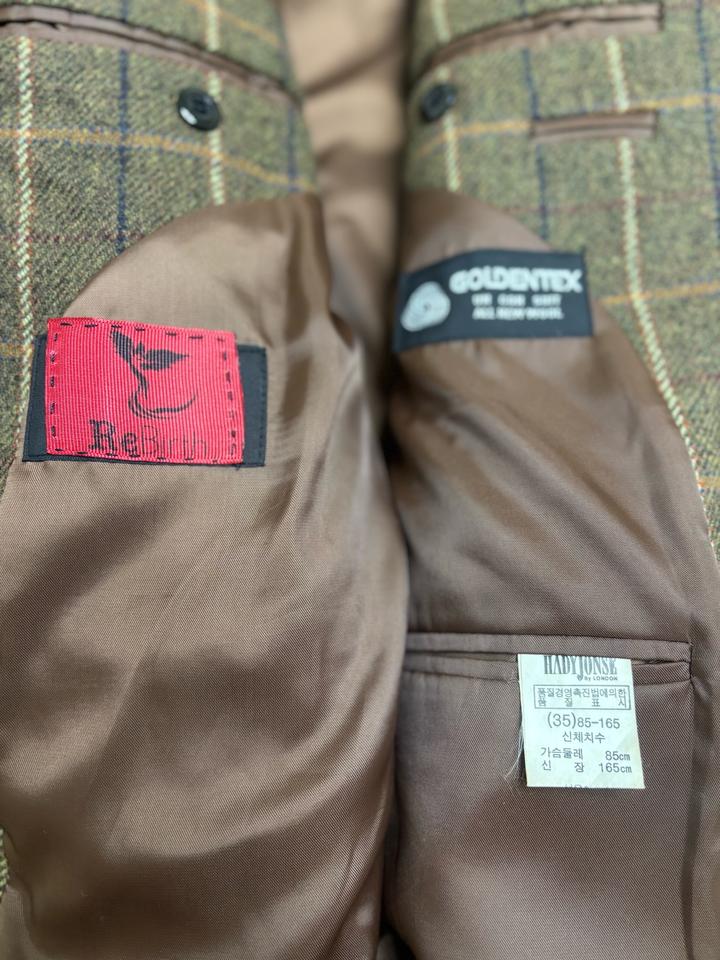 GOLDENTEX
ReBirth
HADYJONSE
by LONDON
품질경영촉진법에의한
품 질 표 시
(35)85-165
신체치수
가슴둘레 85cm
신 장 165cm